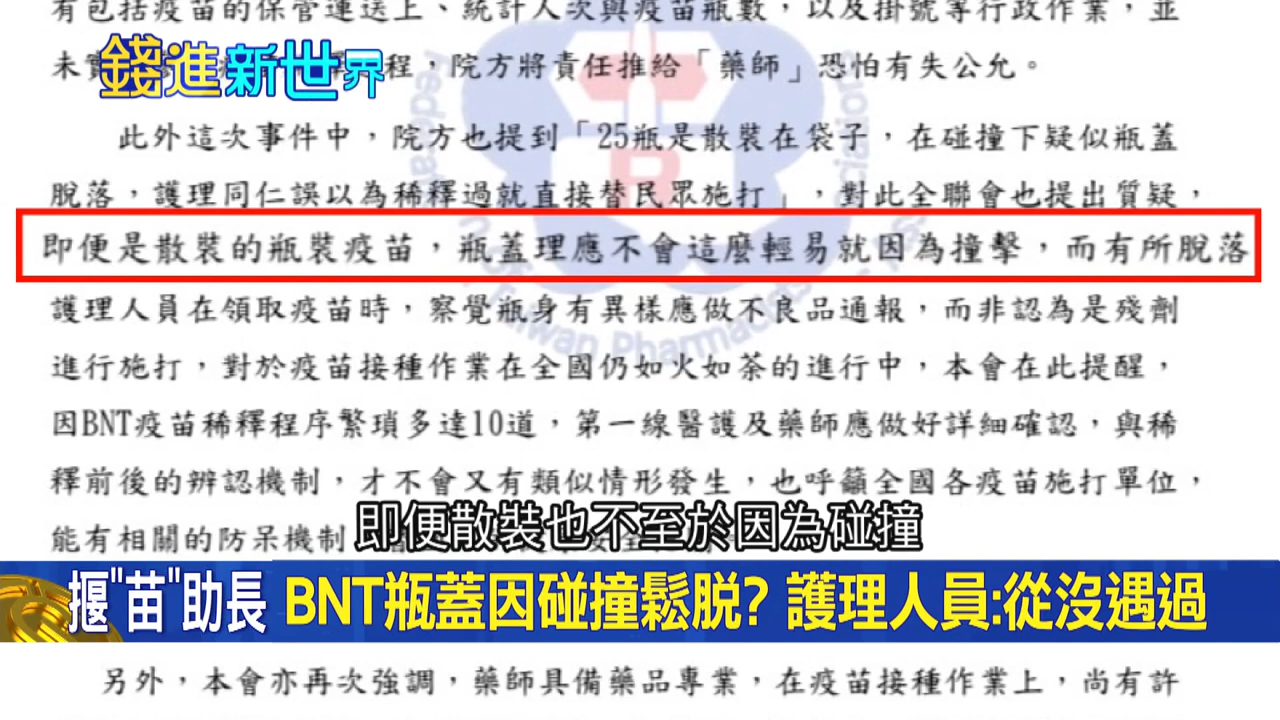 有包括疫苗的保管運送上、統計人次與疫苗瓶數，以及掛號等行政作業，並
未實
程，院方將責任推給「藥師」恐怕有失公允。
錢進新世界
此外這次事件中，院方也提到「25瓶是散裝在袋子，在碰撞下疑似瓶蓋
脫落，護理同仁誤以為稀釋過就直接替民眾施打」，對此全聯會也提出質疑，
即便是散裝的瓶裝疫苗，瓶蓋理應不會這麼輕易就因為撞擊，而有所脫落
護理人員在領取疫苗時，察覺瓶身有異樣應做不良品通報，而非認為是殘劑
進行施打，對於疫苗接種作業在全國仍如火如荼的進行中，本會在此提醒，
因BNT疫苗稀釋程序繁瑣多達10道，第一線醫護及藥師應做好詳細確認，與稀
釋前後的辨認機制，才不會又有類似情形發生，也呼籲全國各疫苗施打單位，
能有相關的防呆機制
即便散裝也不至於因為碰撞
揠"苗"助長 BNT瓶蓋因碰撞鬆脫? 護理人員:從沒遇過
另外，本會亦再次強調，藥師具備藥品專業，在疫苗接種作業上，尚有許